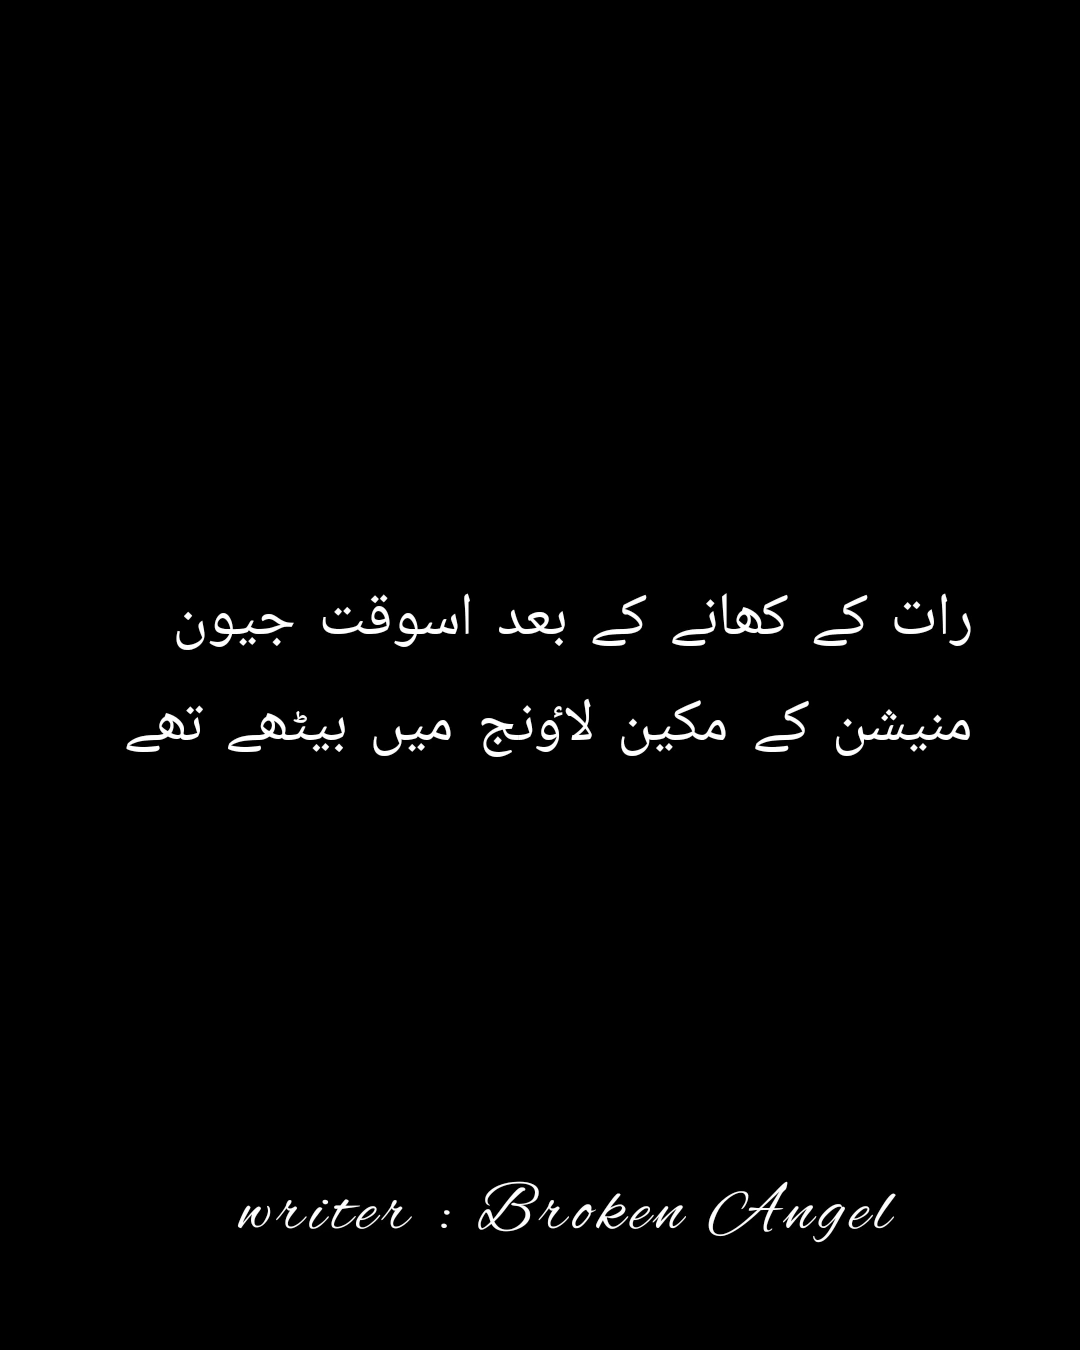 رات کے کھانے کے بعد اسوقت جیون
منیشن کے مکین لاؤنج میں بیٹھے تھے
writer : Broken Angel